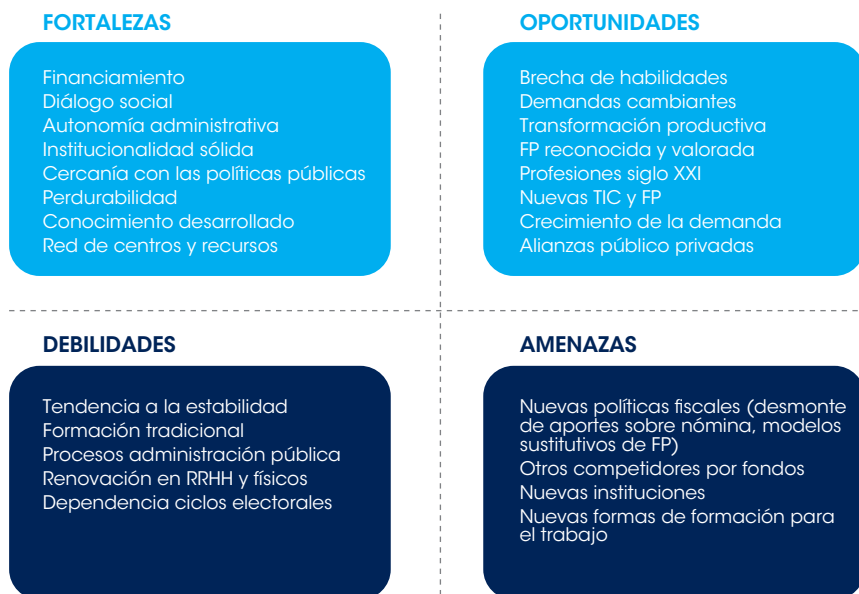 FORTALEZAS
Financiamiento
Diálogo social
Autonomía administrativa
Institucionalidad sólida
Cercanía con las políticas públicas
Perdurabilidad
Conocimiento desarrollado
Red de centros y recursos
OPORTUNIDADES
Brecha de habilidades
Demandas cambiantes
Transformación productiva
FP reconocida y valorada
Profesiones siglo XXI
Nuevas TIC y FP
Crecimiento de la demanda
Alianzas público privadas
DEBILIDADES
Tendencia a la estabilidad
Formación tradicional
Procesos administración pública
Renovación en RRHH y físicos
Dependencia ciclos electorales
AMENAZAS
Nuevas políticas fiscales (desmonte
de aportes sobre nómina, modelos
sustitutivos de FP)
Otros competidores por fondos
Nuevas instituciones
Nuevas formas de formación para
el trabajo